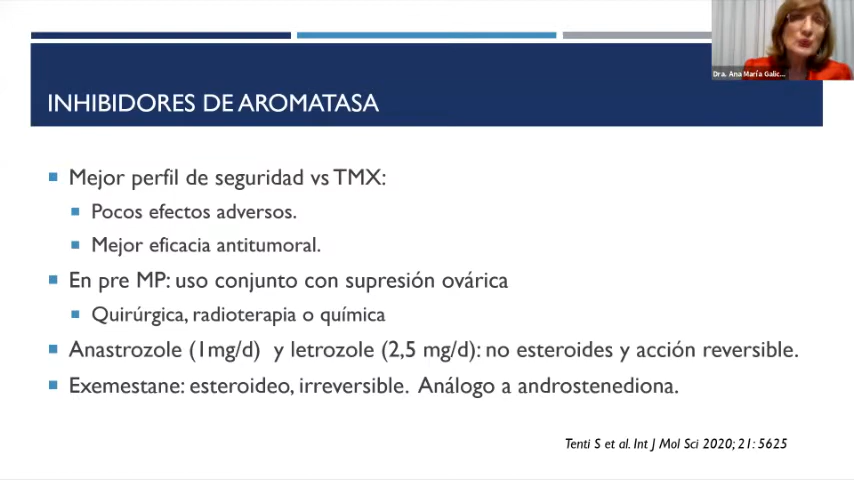 Dra. Ana María Galic...
INHIBIDORES DE AROMATASA
Mejor perfil de seguridad vs TMX:
Pocos efectos adversos.
Mejor eficacia antitumoral.
En pre MP: uso conjunto con supresión ovárica
Quirúrgica, radioterapia o química
Anastrozole (1mg/d) y letrozole (2,5 mg/d): no esteroides y acción reversible.
Exemestane: esteroideo, irreversible. Análogo a androstenediona.
Tenti S et al. Int J Mol Sci 2020; 21: 5625